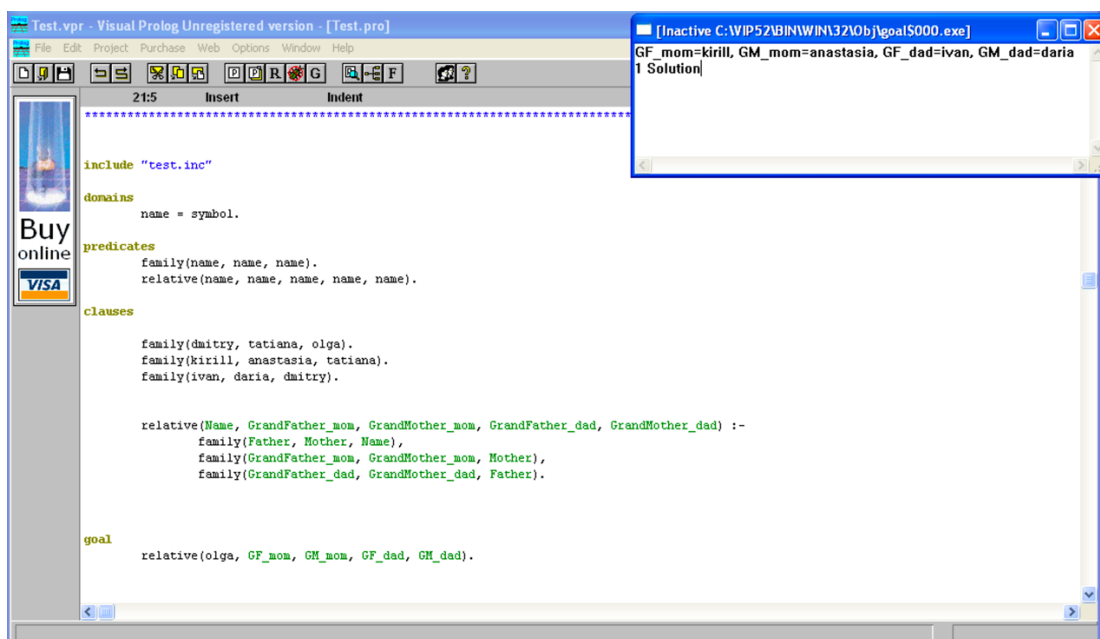 Test.vpr - Visual Prolog Unregistered version - [Test.pro]
File Edit Project Purchase Web Options Window Help
P P R G F ?
21:5 Insert Indent
Buy
online
VISA
*******************************************************************************
include "test.inc"
domains
name = symbol.
predicates
family(name, name, name).
relative(name, name, name, name, name).
clauses
family(dmitry, tatiana, olga).
family(kirill, anastasia, tatiana).
family(ivan, daria, dmitry).
relative(Name, GrandFather_mom, GrandMother_mom, GrandFather_dad, GrandMother_dad) :-
family(Father, Mother, Name),
family(GrandFather_mom, GrandMother_mom, Mother),
family(GrandFather_dad, GrandMother_dad, Father).
goal
relative(olga, GF_mom, GM_mom, GF_dad, GM_dad).
[Inactive C:\VIP52\BIN\WIN\32\Obj\goal$000.exe]
GF_mom=kirill, GM_mom=anastasia, GF_dad=ivan, GM_dad=daria
1 Solution